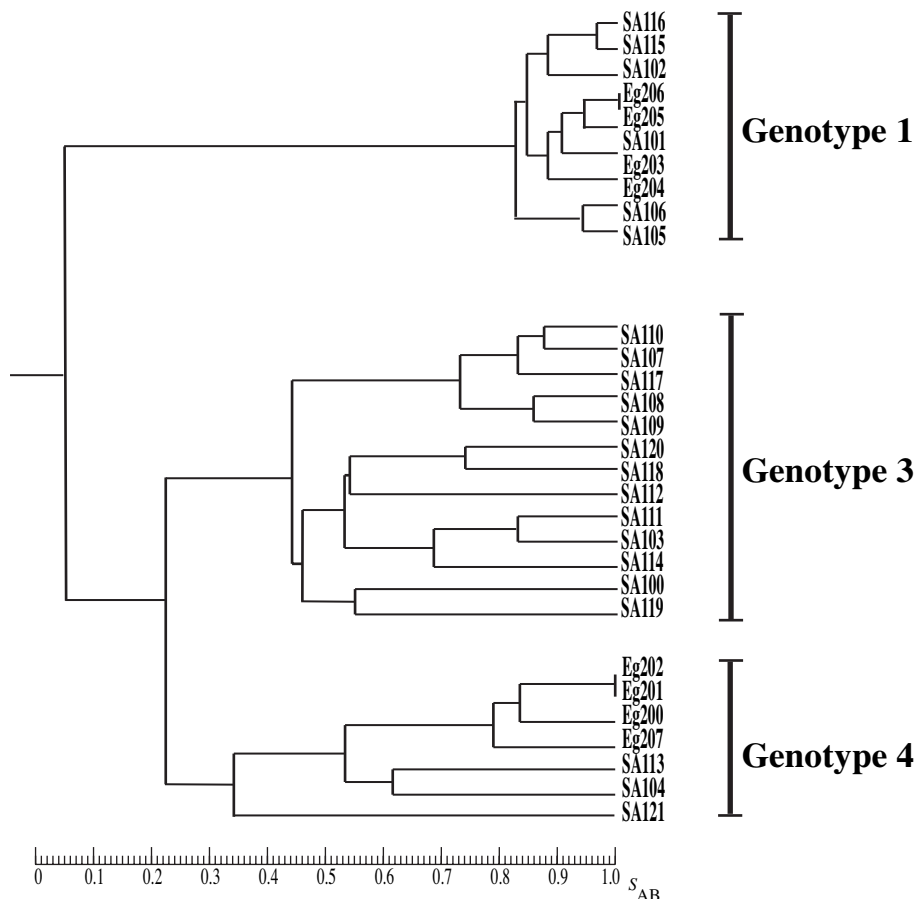 SA116
SA115
SA102
Eg206
Eg205
SA101
Eg203
Eg204
SA106
SA105
Genotype 1
SA110
SA107
SA117
SA108
SA109
SA120
SA118
SA112
SA111
SA103
SA114
SA100
SA119
Genotype 3
Eg202
Eg201
Eg200
Eg207
SA113
SA104
SA121
Genotype 4
0 0.1 0.2 0.3 0.4 0.5 0.6 0.7 0.8 0.9 1.0 SAB